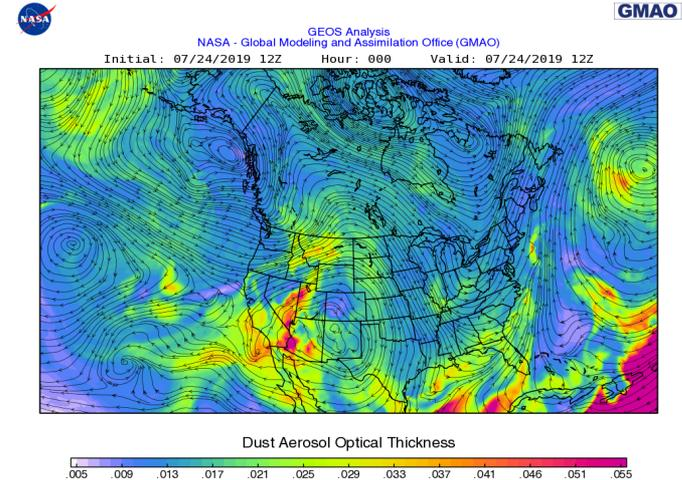 NASA
GMAO
GEOS Analysis
NASA - Global Modeling and Assimilation Office (GMAO)
Initial: 07/24/2019 12Z Hour: 000 Valid: 07/24/2019 12Z
Dust Aerosol Optical Thickness
.005 .009 .013 .017 .021 .025 .029 .033 .037 .041 .046 .051 .055